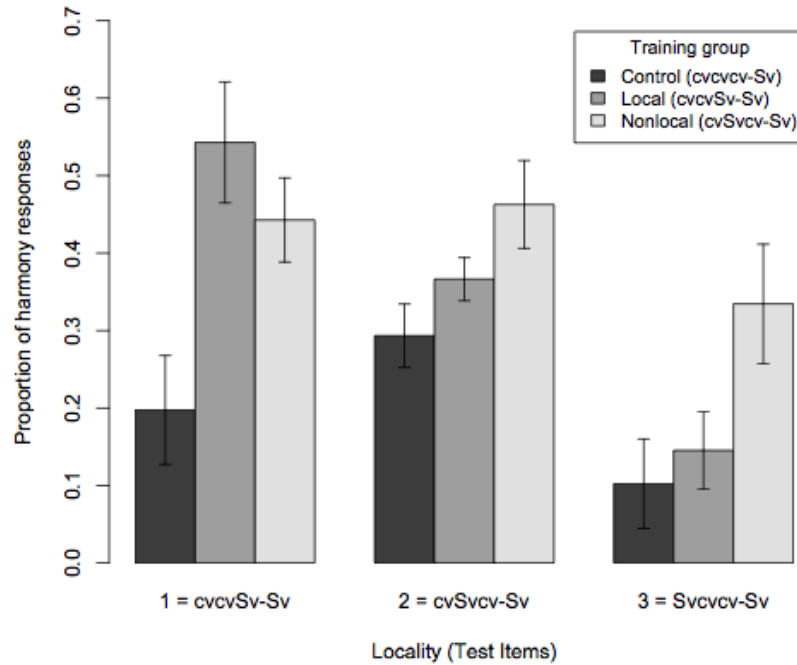 0.7
0.6
0.5
0.4
0.3
0.2
0.1
0.0
Proportion of harmony responses
Training group
Control (cvcvcv-Sv)
Local (cvcvSv-Sv)
Nonlocal (cvSvcv-Sv)
1 = cvcvSv-Sv
2 = cvSvcv-Sv
3 = Svcvcv-Sv
Locality (Test Items)